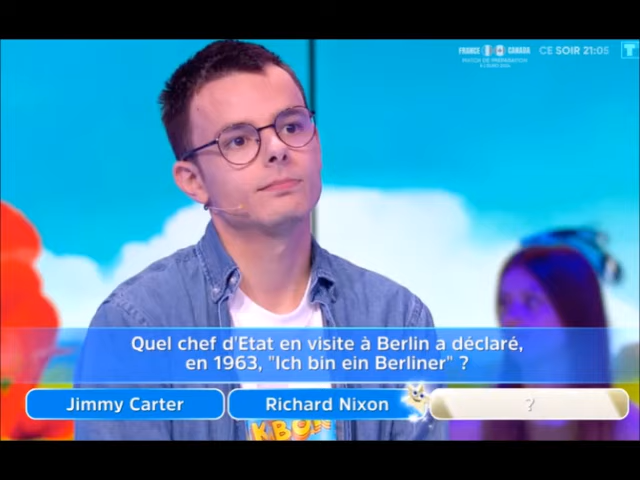 FRANCE CANADA
CE SOIR 21:05
MATCH DE PRÉPARATION
Quel chef d'Etat en visite à Berlin a déclaré,
en 1963, "Ich bin ein Berliner" ?
Jimmy Carter
Richard Nixon
?